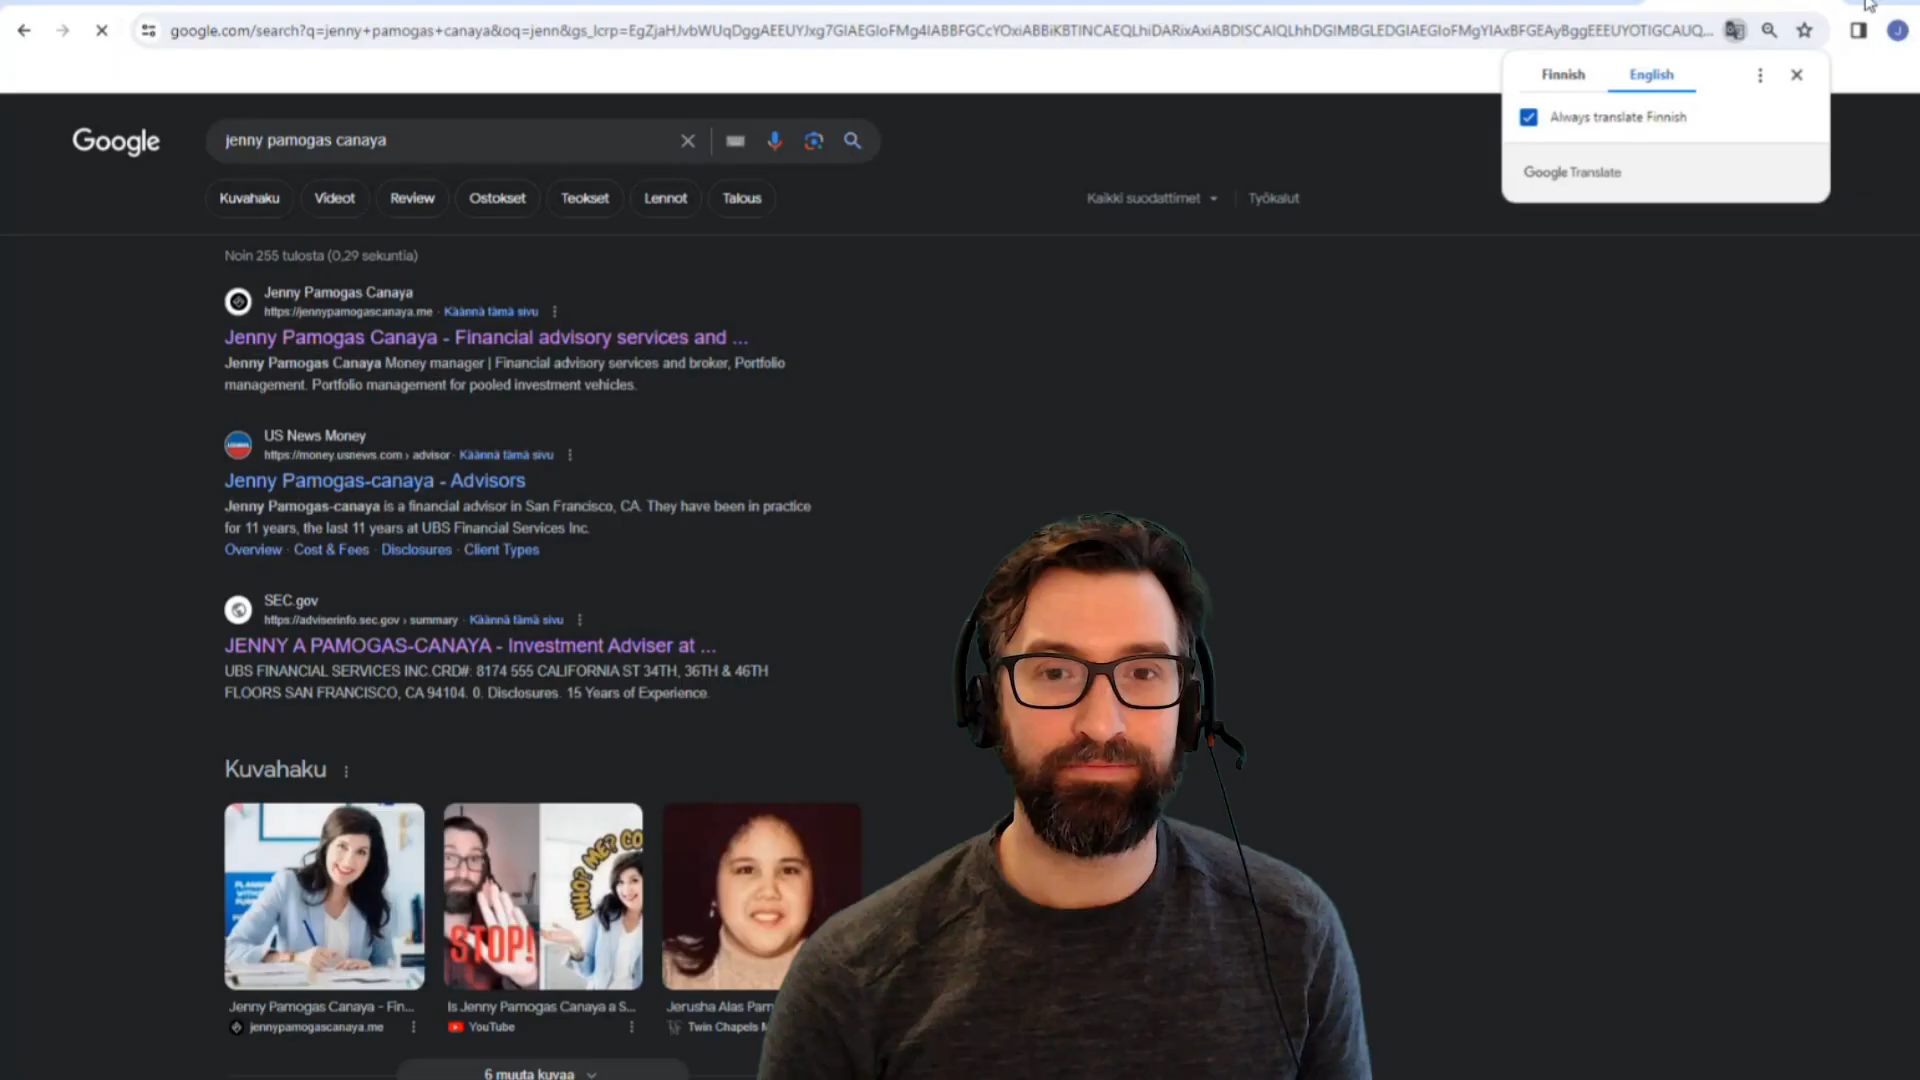 google.com/search?q=jenny+pamogas+canaya&oq=jenn&gs_lcrp=
Finnish English
Always translate Finnish
Google Translate
Google
jenny pamogas canaya
Kuvahaku Videot Review Ostokset Teokset Lennot Talous
Kaikki suodattimet Työkalut
Noin 255 tulosta (0,29 sekuntia)
Jenny Pamogas Canaya
https://jennypamogascanaya.me · Käännä tämä sivu
Jenny Pamogas Canaya - Financial advisory services and ...
Jenny Pamogas Canaya Money manager | Financial advisory services and broker, Portfolio
management. Portfolio management for pooled investment vehicles.
US News Money
https://money.usnews.com › advisor · Käännä tämä sivu
Jenny Pamogas-canaya - Advisors
Jenny Pamogas-canaya is a financial advisor in San Francisco, CA. They have been in practice
for 11 years, the last 11 years at UBS Financial Services Inc.
Overview · Cost & Fees · Disclosures · Client Types
SEC.gov
https://adviserinfo.sec.gov › summary · Käännä tämä sivu
JENNY A PAMOGAS-CANAYA - Investment Adviser at ...
UBS FINANCIAL SERVICES INC.CRD#: 8174 555 CALIFORNIA ST 34TH, 36TH & 46TH
FLOORS SAN FRANCISCO, CA 94104. 0. Disclosures. 15 Years of Experience.
Kuvahaku
WHO? ME? CO
STOP!
Jenny Pamogas Canaya - Fin...
jennypamogascanaya.me
Is Jenny Pamogas Canaya a S...
YouTube
Jerusha Alas Pam
Twin Chapels M
6 muuta kuvaa
J